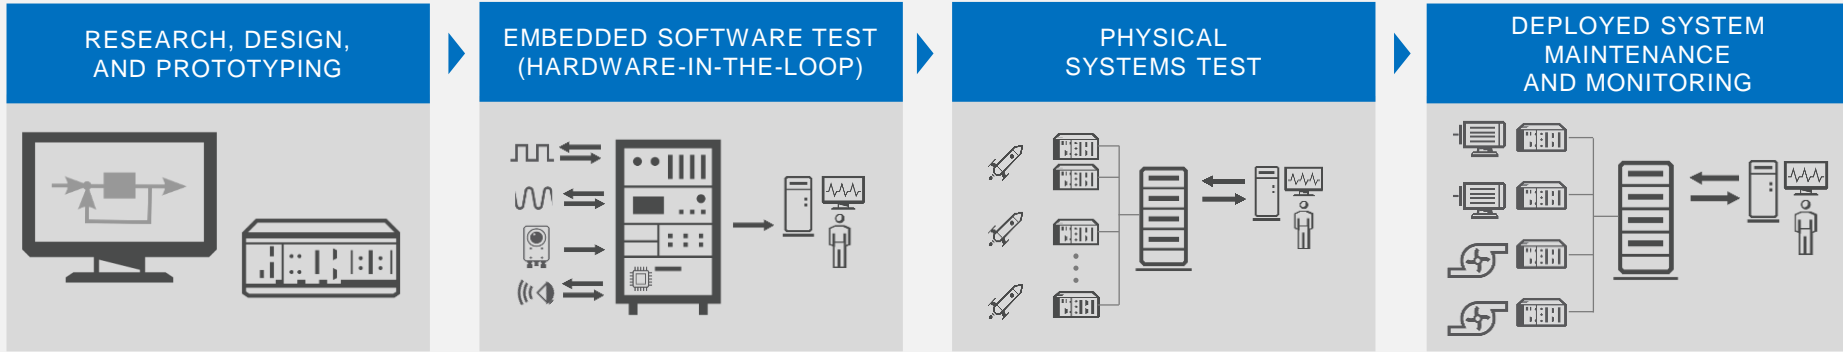 RESEARCH, DESIGN,
AND PROTOTYPING
EMBEDDED SOFTWARE TEST
(HARDWARE-IN-THE-LOOP)
PHYSICAL
SYSTEMS TEST
DEPLOYED SYSTEM
MAINTENANCE
AND MONITORING